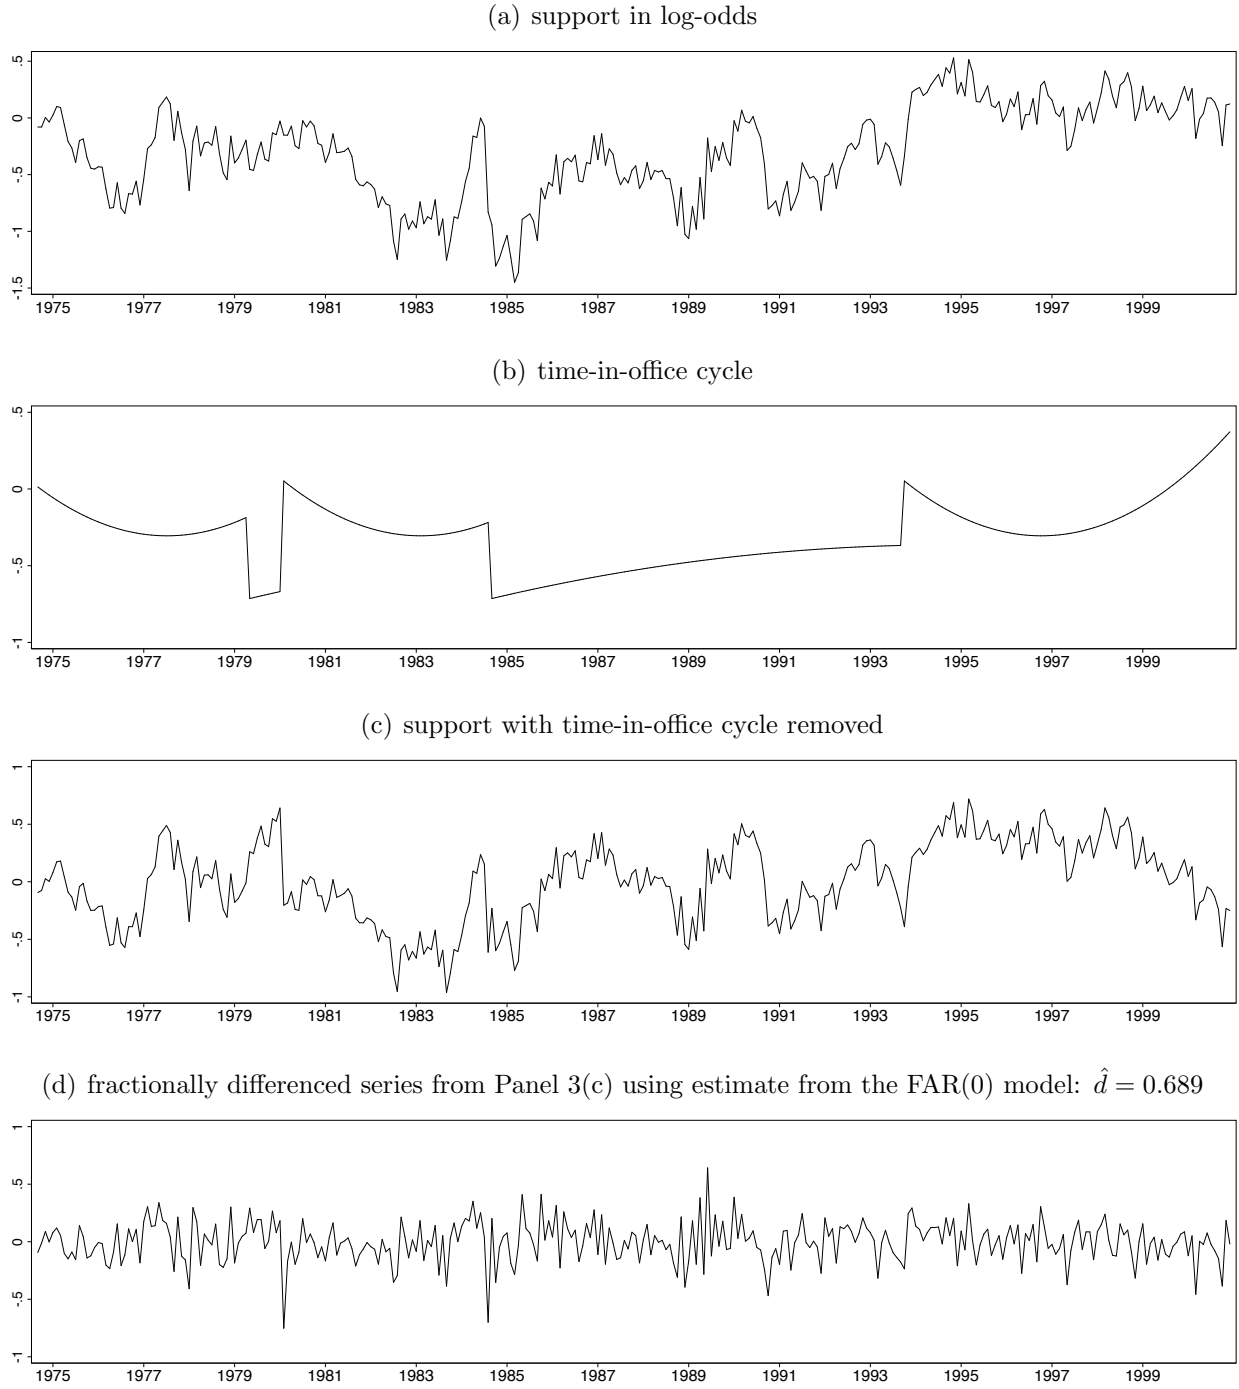 (a) support in log-odds
.5
0
-.5
-1
-1.5
1975 1977 1979 1981 1983 1985 1987 1989 1991 1993 1995 1997 1999
(b) time-in-office cycle
.5
0
-.5
-1
1975 1977 1979 1981 1983 1985 1987 1989 1991 1993 1995 1997 1999
(c) support with time-in-office cycle removed
1
.5
0
-.5
-1
1975 1977 1979 1981 1983 1985 1987 1989 1991 1993 1995 1997 1999
(d) fractionally differenced series from Panel 3(c) using estimate from the FAR(0) model: d̂ = 0.689
1
.5
0
-.5
-1
1975 1977 1979 1981 1983 1985 1987 1989 1991 1993 1995 1997 1999